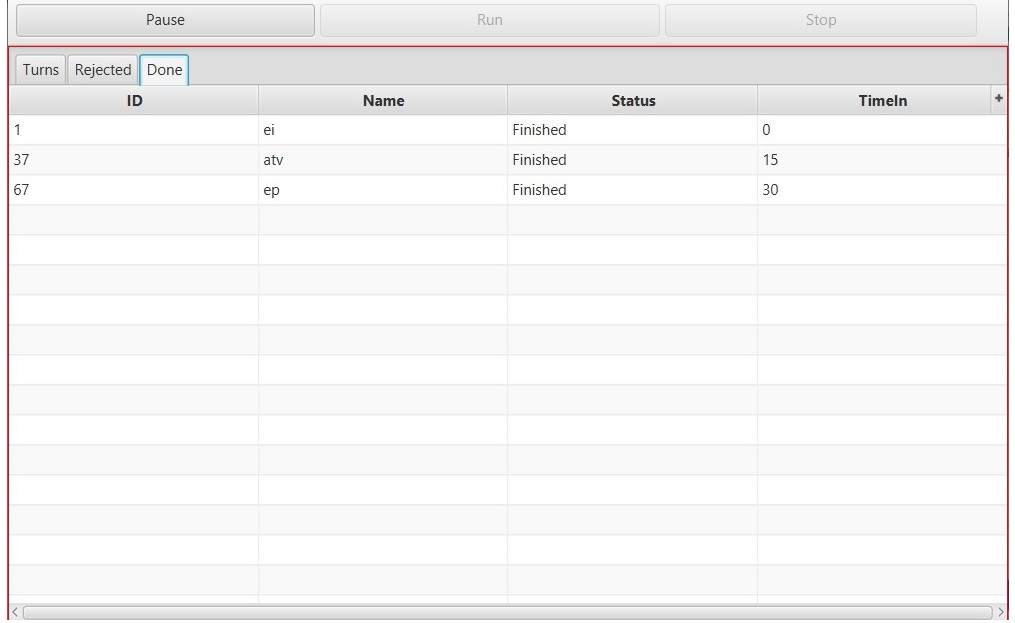 Pause Run Stop
Turns Rejected Done
ID Name Status TimeIn +
1 ei Finished 0
37 atv Finished 15
67 ep Finished 30